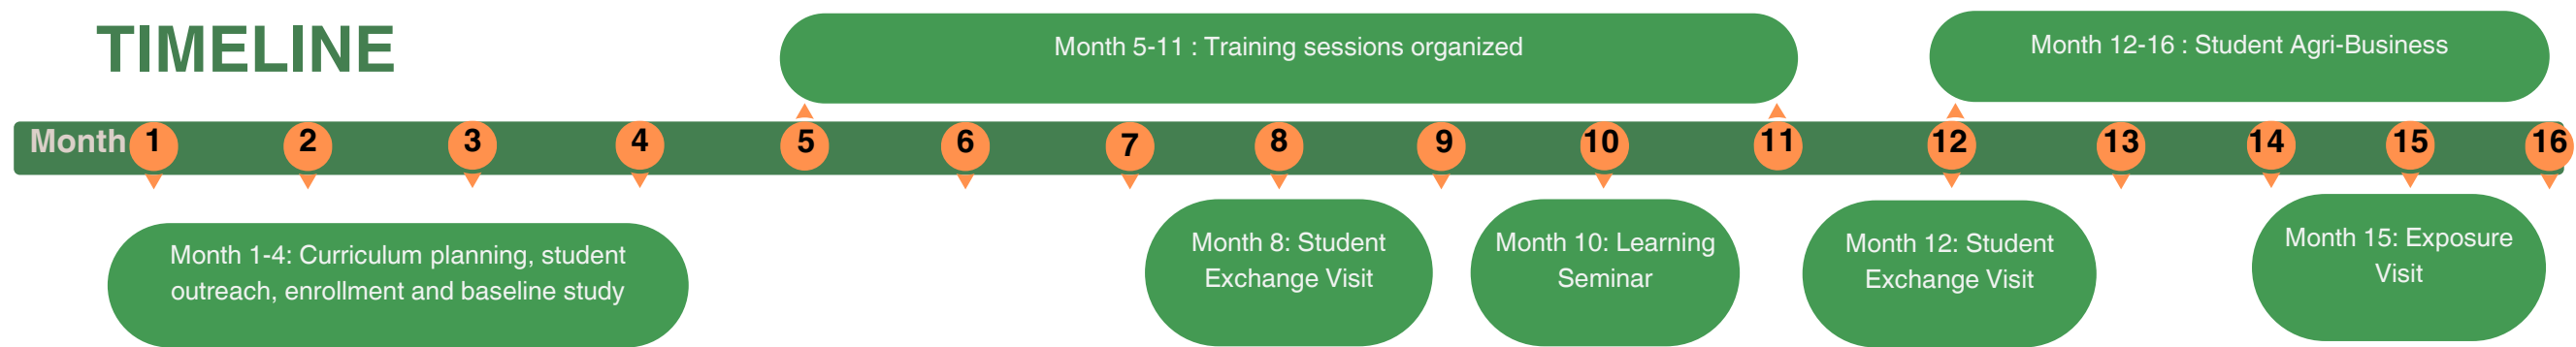 TIMELINE
Month 5-11 : Training sessions organized
Month 12-16 : Student Agri-Business
Month 1 2 3 4 5 6 7 8 9 10 11 12 13 14 15 16
Month 1-4: Curriculum planning, student
outreach, enrollment and baseline study
Month 8: Student
Exchange Visit
Month 10: Learning
Seminar
Month 12: Student
Exchange Visit
Month 15: Exposure
Visit